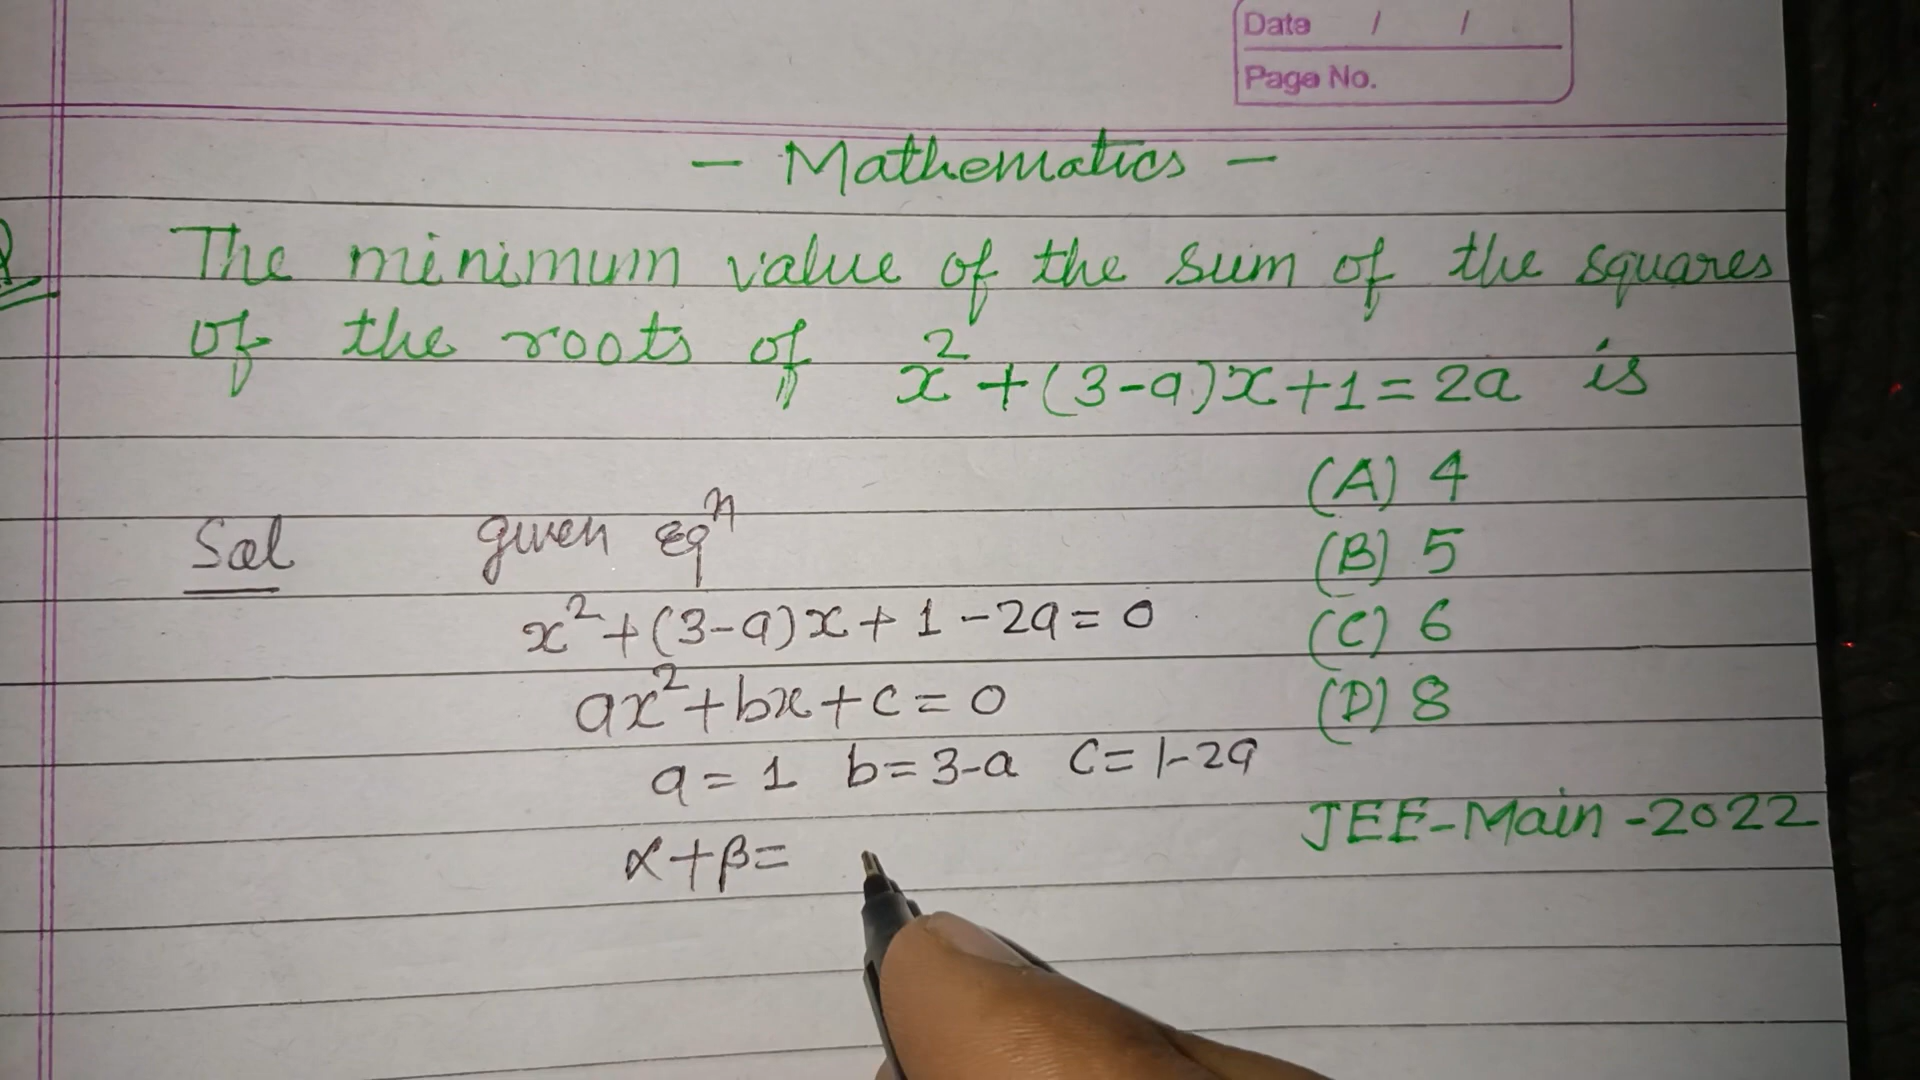 Date / /
Page No.
- Mathematics -
The minimum value of the sum of the squares
of the roots of x²+(3-a)x+1=2a is
(A) 4
(B) 5
(C) 6
(D) 8
JEE-Main-2022
Sol given eqⁿ
x²+(3-a)x+1-2a=0
ax²+bx+c=0
a=1 b=3-a c=1-2a
α+β=